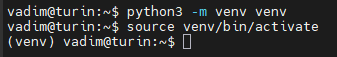 vadim@turin:~$ python3 -m venv venv
vadim@turin:~$ source venv/bin/activate
(venv) vadim@turin:~$